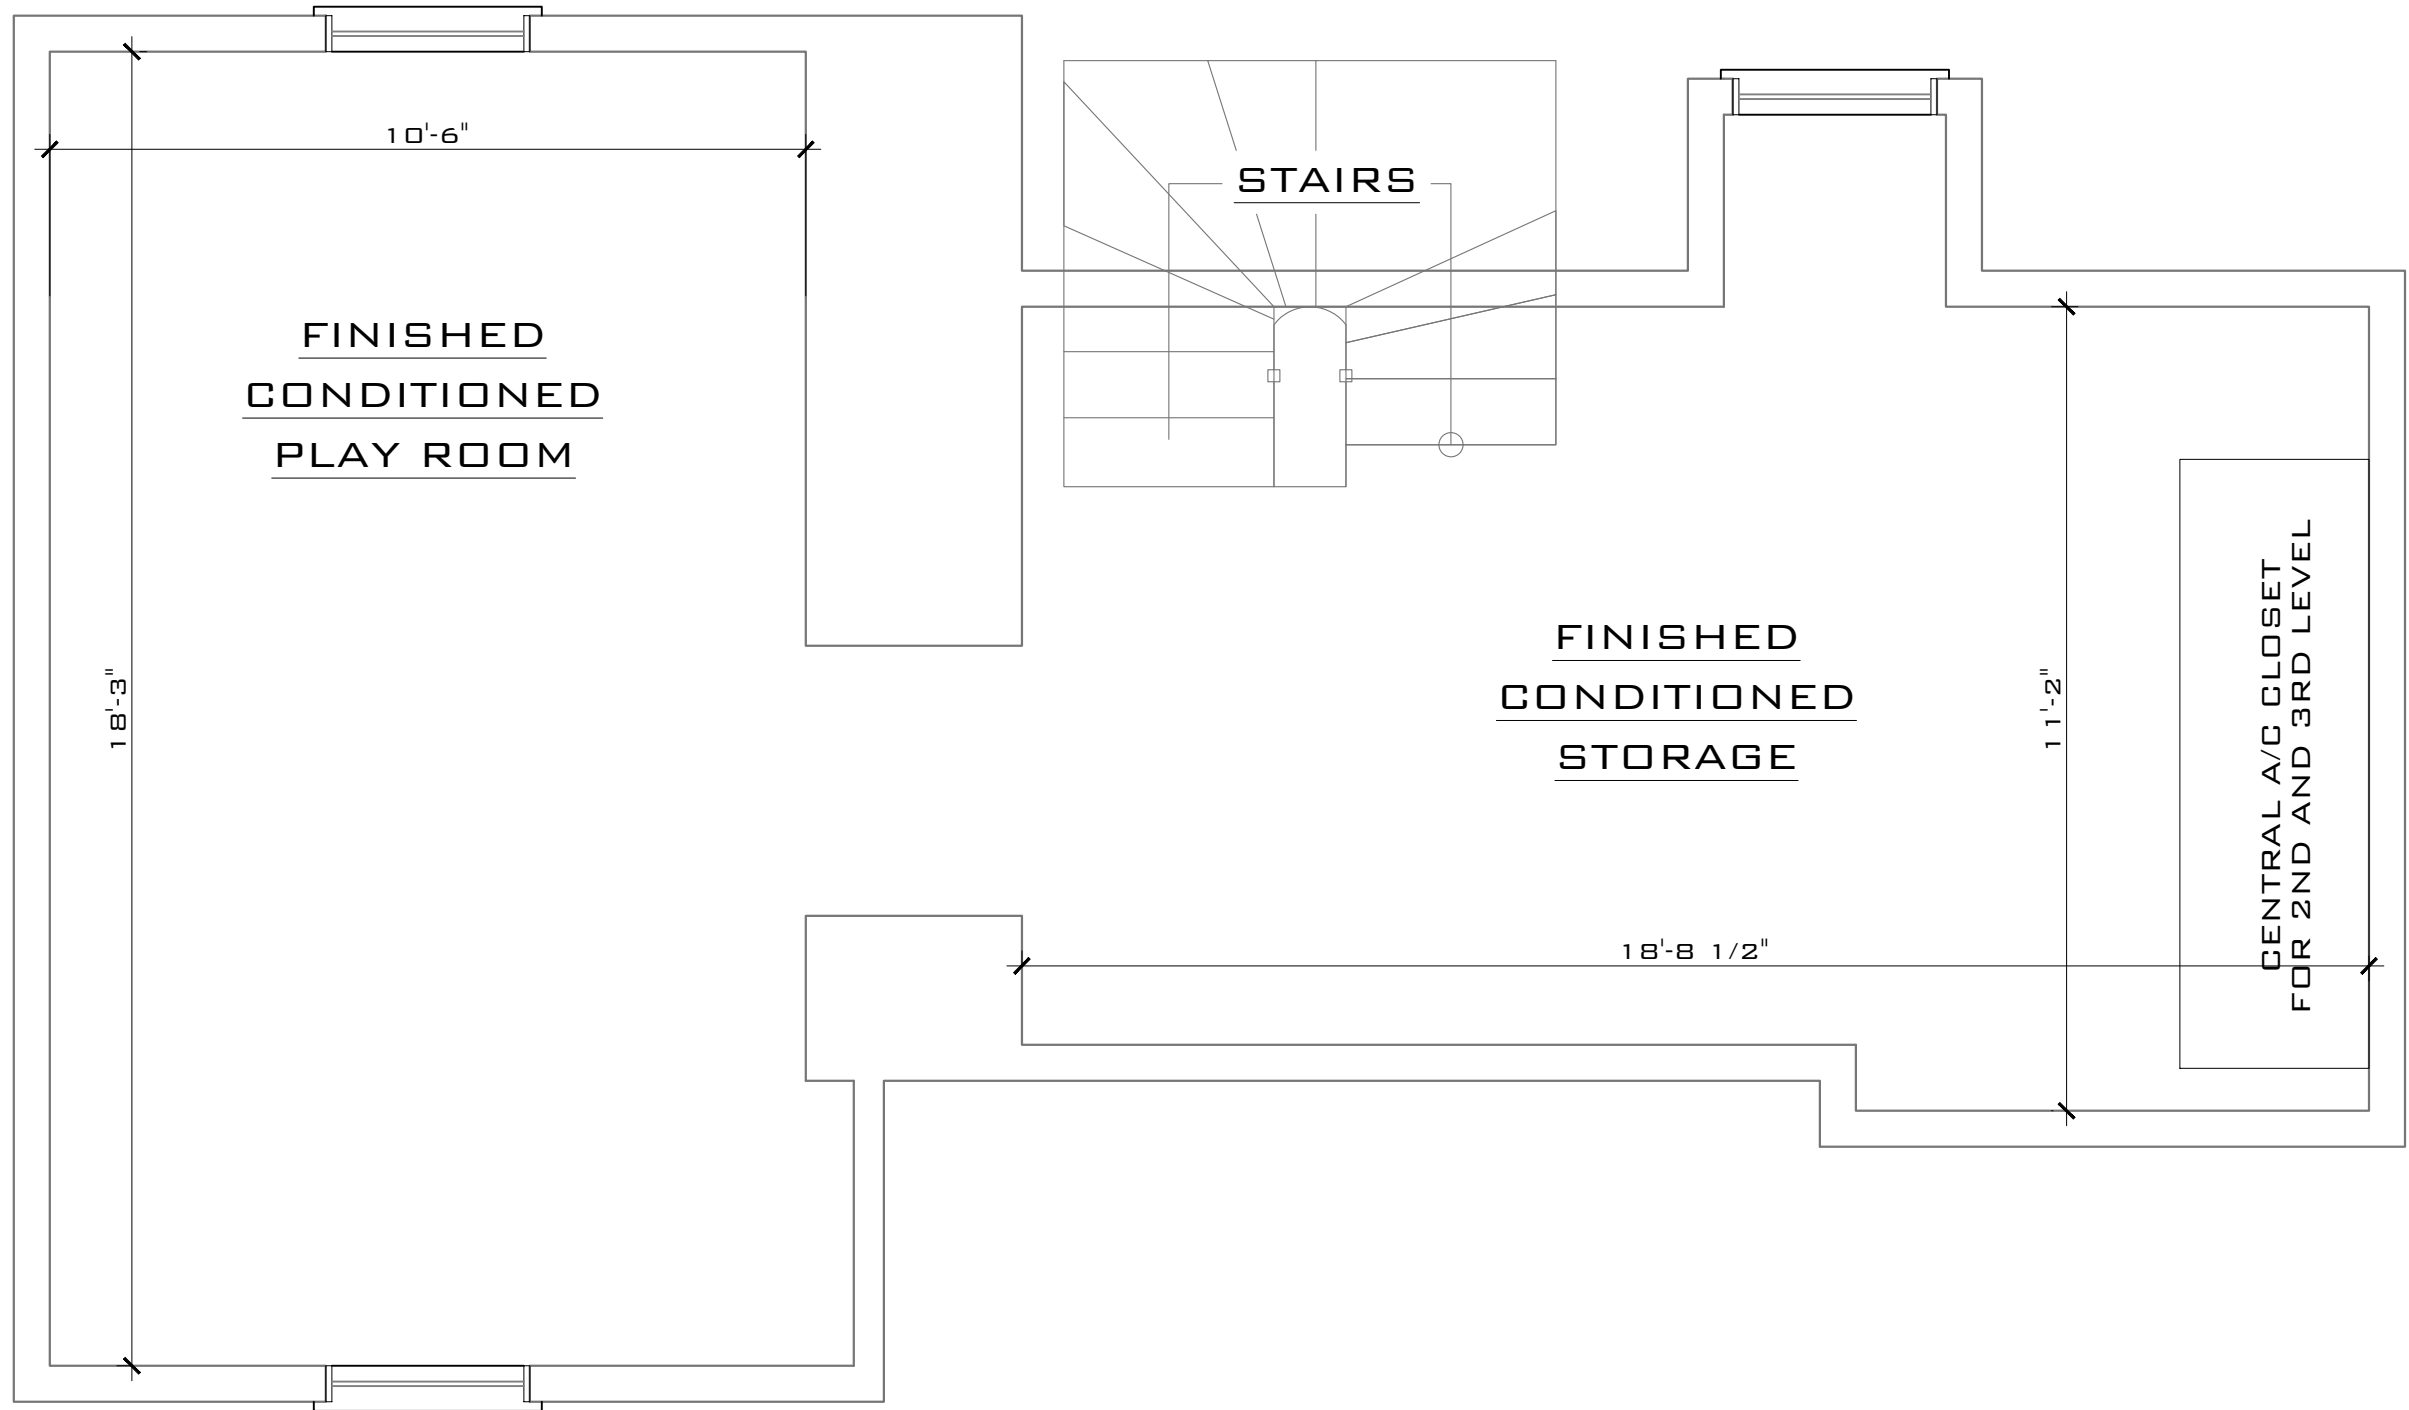 10'-6"
STAIRS
FINISHED
CONDITIONED
PLAY ROOM
18'-3"
FINISHED
CONDITIONED
STORAGE
11'-2"
CENTRAL A/C CLOSET
FOR 2ND AND 3RD LEVEL
18'-8 1/2"